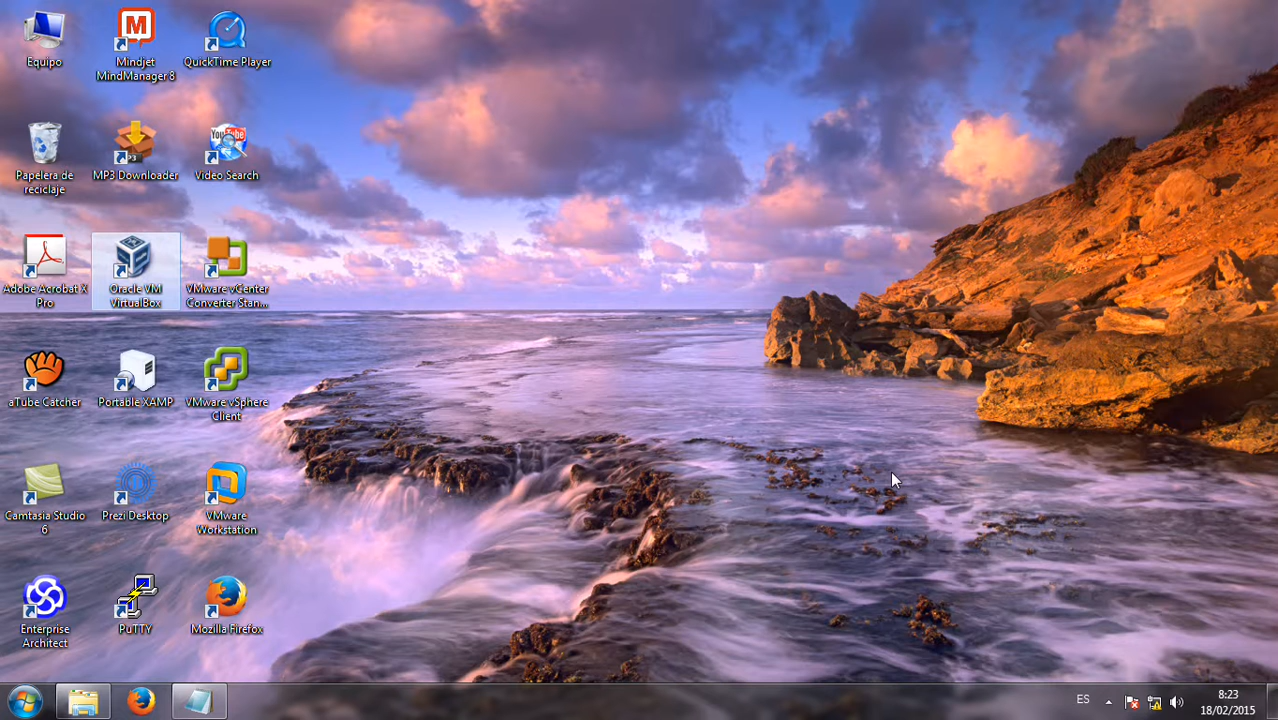 Equipo
Mindjet
MindManager 8
QuickTime Player
Papelera de
reciclaje
MP3 Downloader
You Tube
Video Search
Adobe Acrobat X
Pro
Oracle VM
VirtualBox
VMware vCenter
Converter Stan...
aTube Catcher
Portable XAMP
VMware vSphere
Client
Camtasia Studio
6
Prezi Desktop
VMware
Workstation
Enterprise
Architect
PuTTY
Mozilla Firefox
ES
8:23
18/02/2015